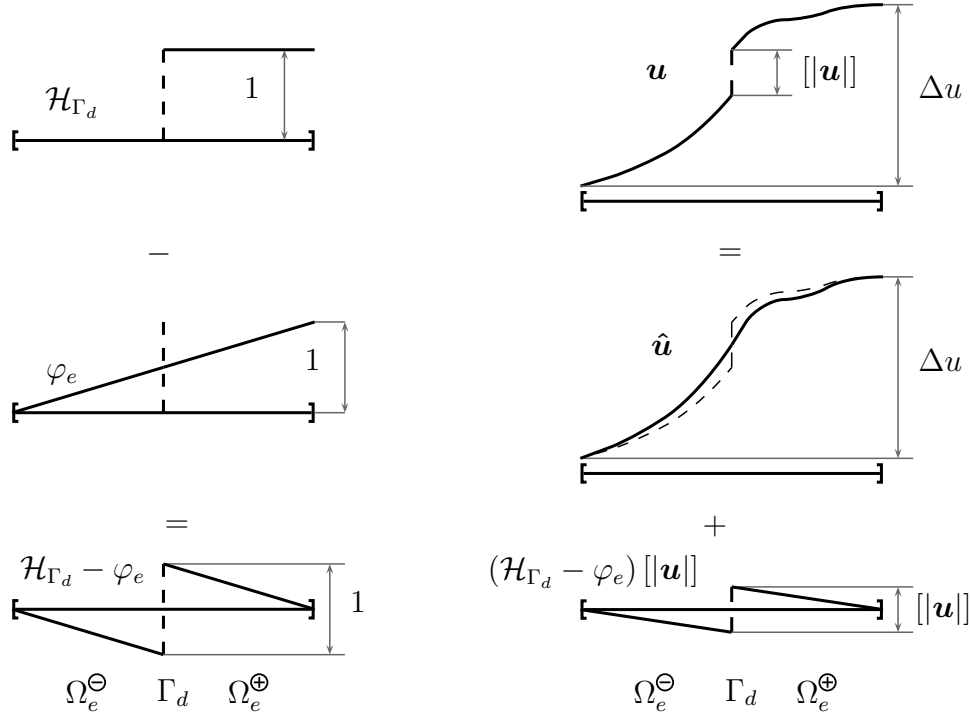 𝓗_{Γ_d}
1
−
φ_e
1
=
𝓗_{Γ_d} − φ_e
1
Ω_e^⊖ Γ_d Ω_e^⊕
𝒖
[|𝒖|]
Δu
=
𝒖̂
Δu
+
(𝓗_{Γ_d} − φ_e) [|𝒖|]
[|𝒖|]
Ω_e^⊖ Γ_d Ω_e^⊕